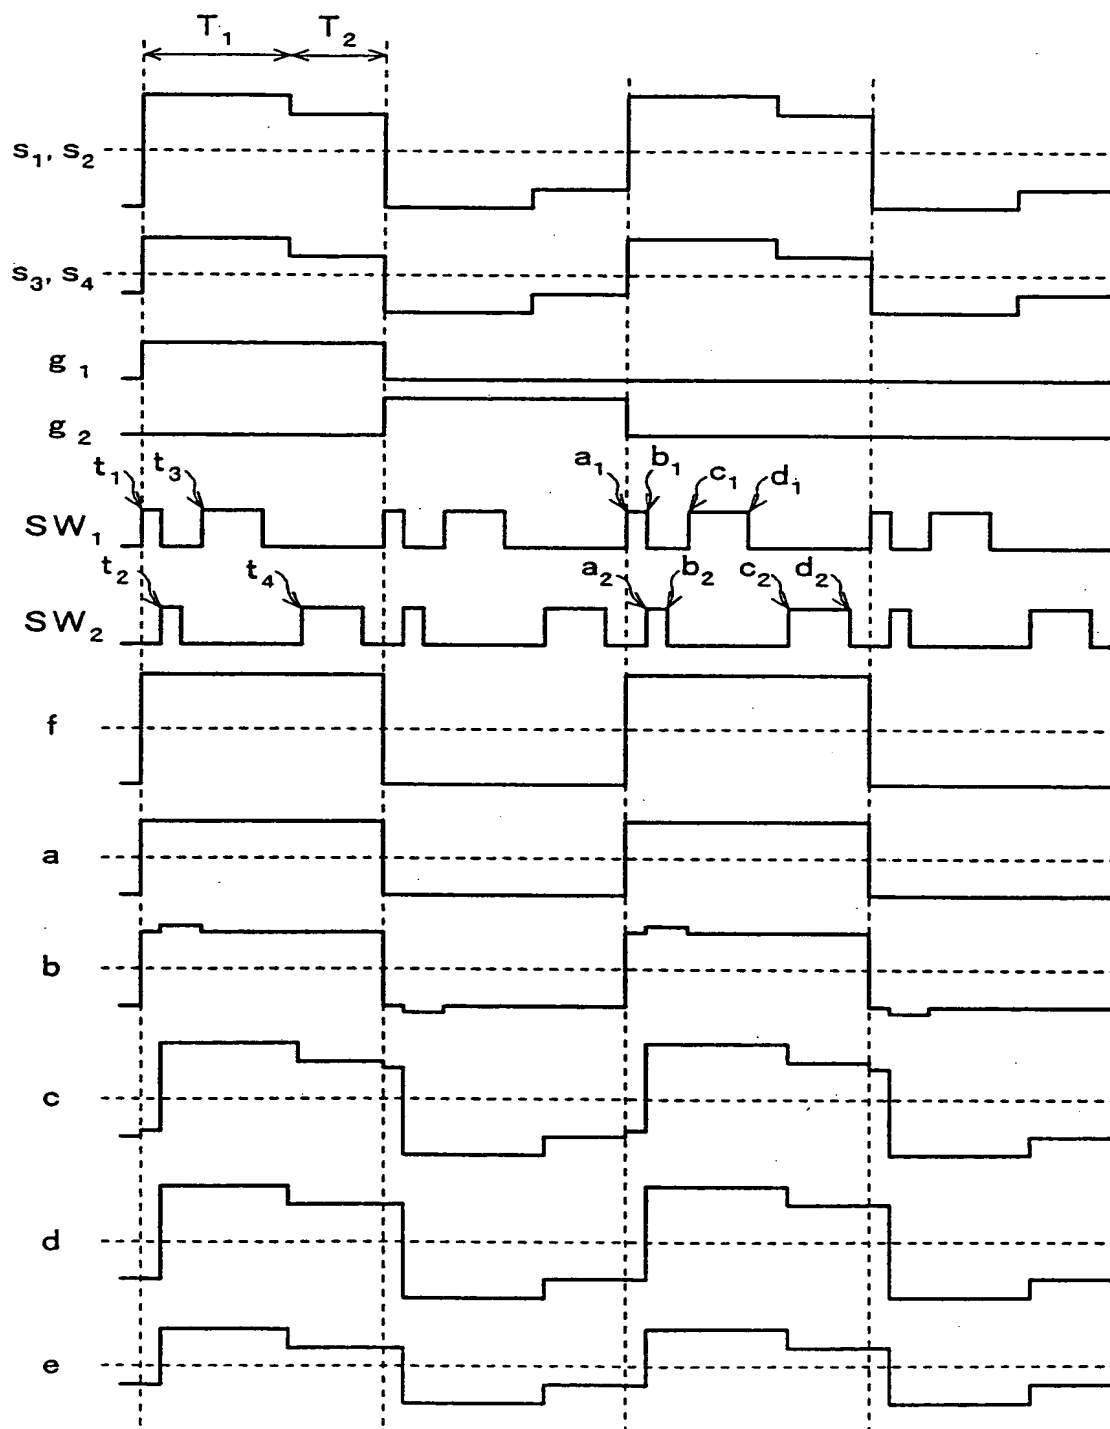 T₁ T₂
s₁, s₂
s₃, s₄
g₁
g₂
t₁ t₃ a₁ b₁ c₁ d₁
SW₁
t₂ t₄ a₂ b₂ c₂ d₂
SW₂
f
a
b
c
d
e